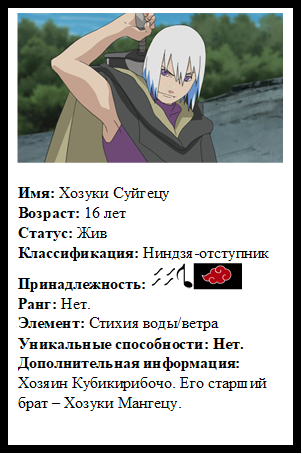 Имя: Хозуки Суйгецу
Возраст: 16 лет
Статус: Жив
Классификация: Ниндзя-отступник
Принадлежность:
Ранг: Нет.
Элемент: Стихия воды/ветра
Уникальные способности: Нет.
Дополнительная информация:
Хозяин Кубикирибочо. Его старший
брат – Хозуки Мангецу.